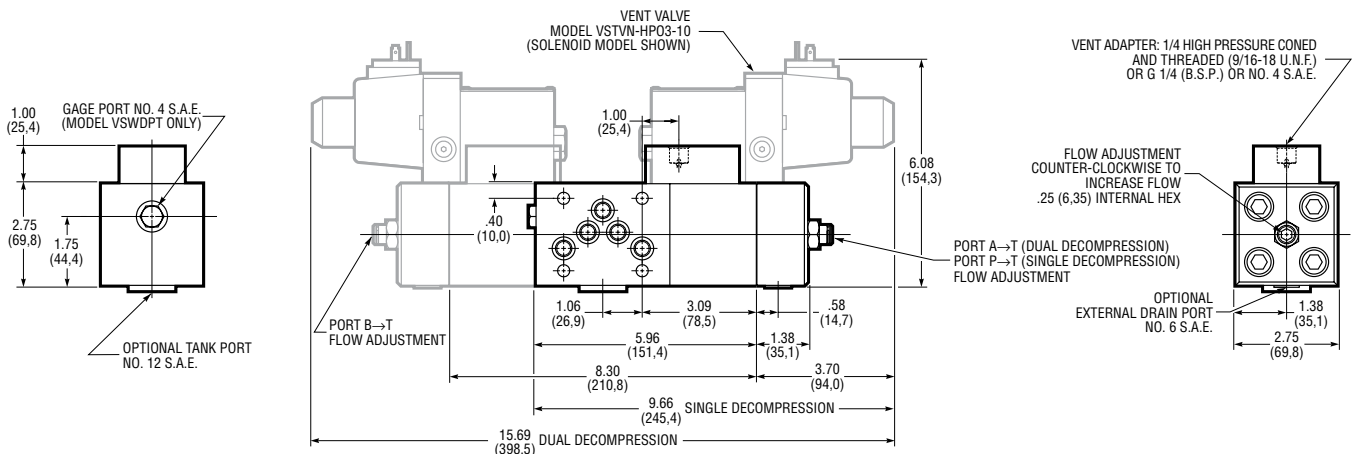 GAGE PORT NO. 4 S.A.E.
(MODEL VSWDPT ONLY)
1.00
(25,4)
2.75
(69,8)
1.75
(44,4)
OPTIONAL TANK PORT
NO. 12 S.A.E.
VENT VALVE
MODEL VSTVN-HPO3-10
(SOLENOID MODEL SHOWN)
1.00
(25,4)
6.08
(154,3)
.40
(10,0)
PORT A→T (DUAL DECOMPRESSION)
PORT P→T (SINGLE DECOMPRESSION)
FLOW ADJUSTMENT
PORT B→T
FLOW ADJUSTMENT
1.06
(26,9)
3.09
(78,5)
.58
(14,7)
5.96
(151,4)
1.38
(35,1)
8.30
(210,8)
3.70
(94,0)
9.66
(245,4)
SINGLE DECOMPRESSION
15.69
(398,5)
DUAL DECOMPRESSION
VENT ADAPTER: 1/4 HIGH PRESSURE CONED
AND THREADED (9/16-18 U.N.F.)
OR G 1/4 (B.S.P.) OR NO. 4 S.A.E.
FLOW ADJUSTMENT
COUNTER-CLOCKWISE TO
INCREASE FLOW
.25 (6,35) INTERNAL HEX
OPTIONAL
EXTERNAL DRAIN PORT
NO. 6 S.A.E.
1.38
(35,1)
2.75
(69,8)